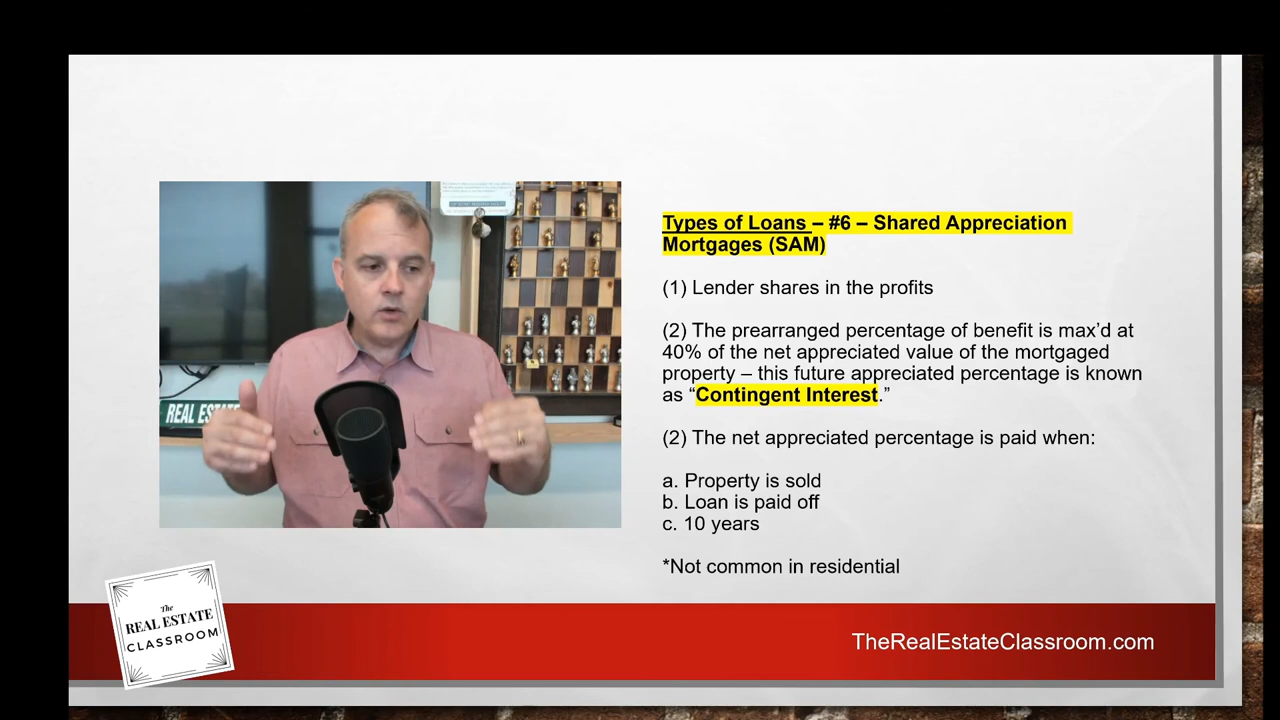 Types of Loans – #6 – Shared Appreciation
Mortgages (SAM)
(1) Lender shares in the profits
(2) The prearranged percentage of benefit is max’d at
40% of the net appreciated value of the mortgaged
property – this future appreciated percentage is known
as “Contingent Interest.”
(2) The net appreciated percentage is paid when:
a. Property is sold
b. Loan is paid off
c. 10 years
*Not common in residential
REAL
The
REAL ESTATE
CLASSROOM
TheRealEstateClassroom.com